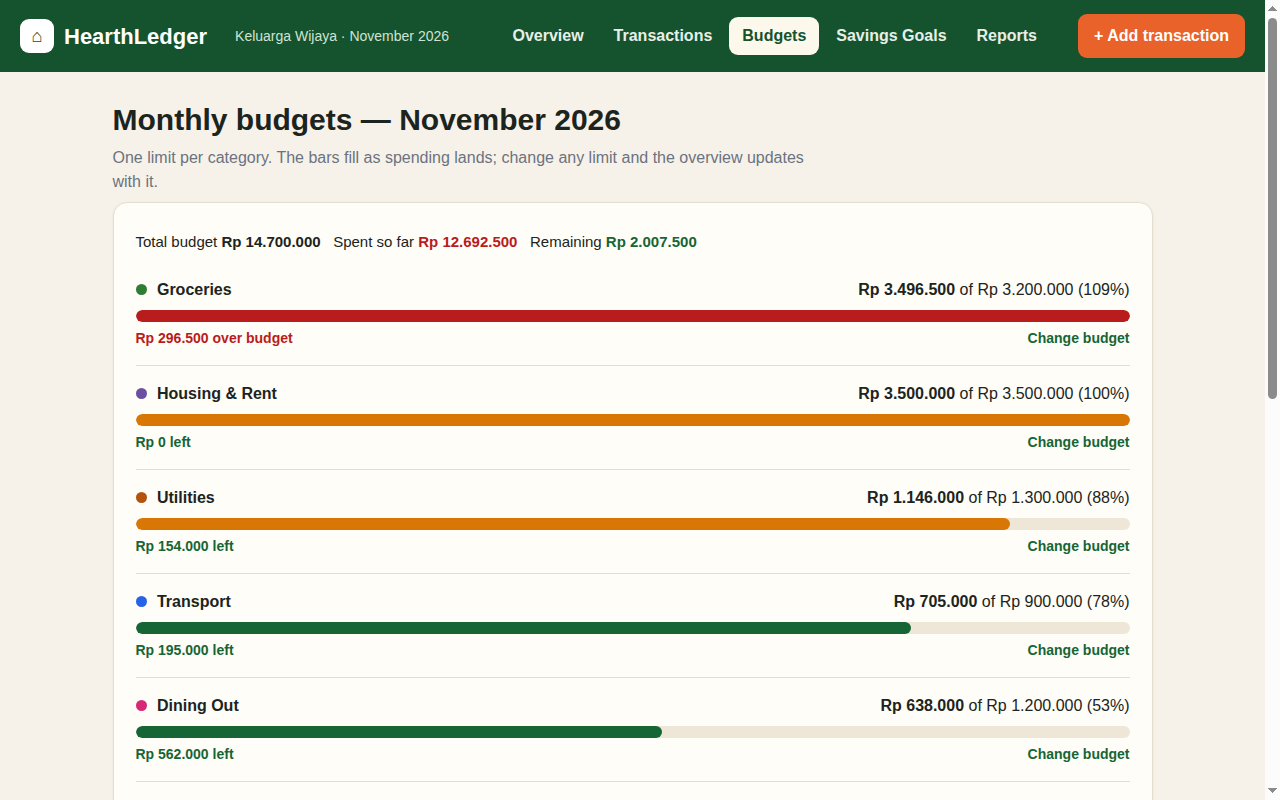 HearthLedger
Keluarga Wijaya · November 2026
Overview
Transactions
Budgets
Savings Goals
Reports
+ Add transaction
Monthly budgets — November 2026
One limit per category. The bars fill as spending lands; change any limit and the overview updates
with it.
Total budget Rp 14.700.000 Spent so far Rp 12.692.500 Remaining Rp 2.007.500
Groceries
Rp 3.496.500 of Rp 3.200.000 (109%)
Rp 296.500 over budget
Change budget
Housing & Rent
Rp 3.500.000 of Rp 3.500.000 (100%)
Rp 0 left
Change budget
Utilities
Rp 1.146.000 of Rp 1.300.000 (88%)
Rp 154.000 left
Change budget
Transport
Rp 705.000 of Rp 900.000 (78%)
Rp 195.000 left
Change budget
Dining Out
Rp 638.000 of Rp 1.200.000 (53%)
Rp 562.000 left
Change budget